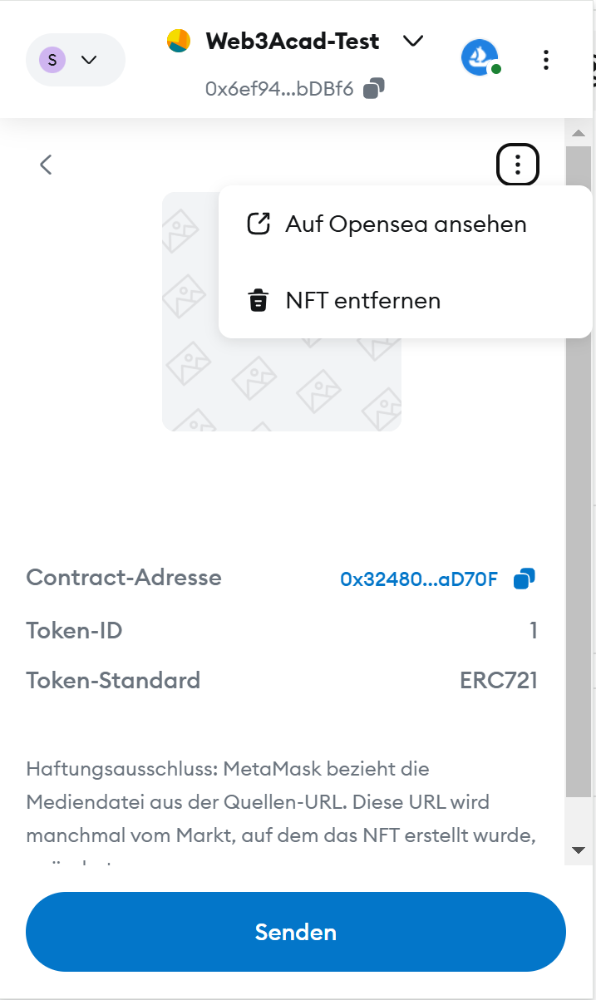 S
Web3Acad-Test
0x6ef94...bDBf6
Auf Opensea ansehen
NFT entfernen
Contract-Adresse 0x32480...aD70F
Token-ID 1
Token-Standard ERC721
Haftungsausschluss: MetaMask bezieht die
Mediendatei aus der Quellen-URL. Diese URL wird
manchmal vom Markt, auf dem das NFT erstellt wurde,
Senden